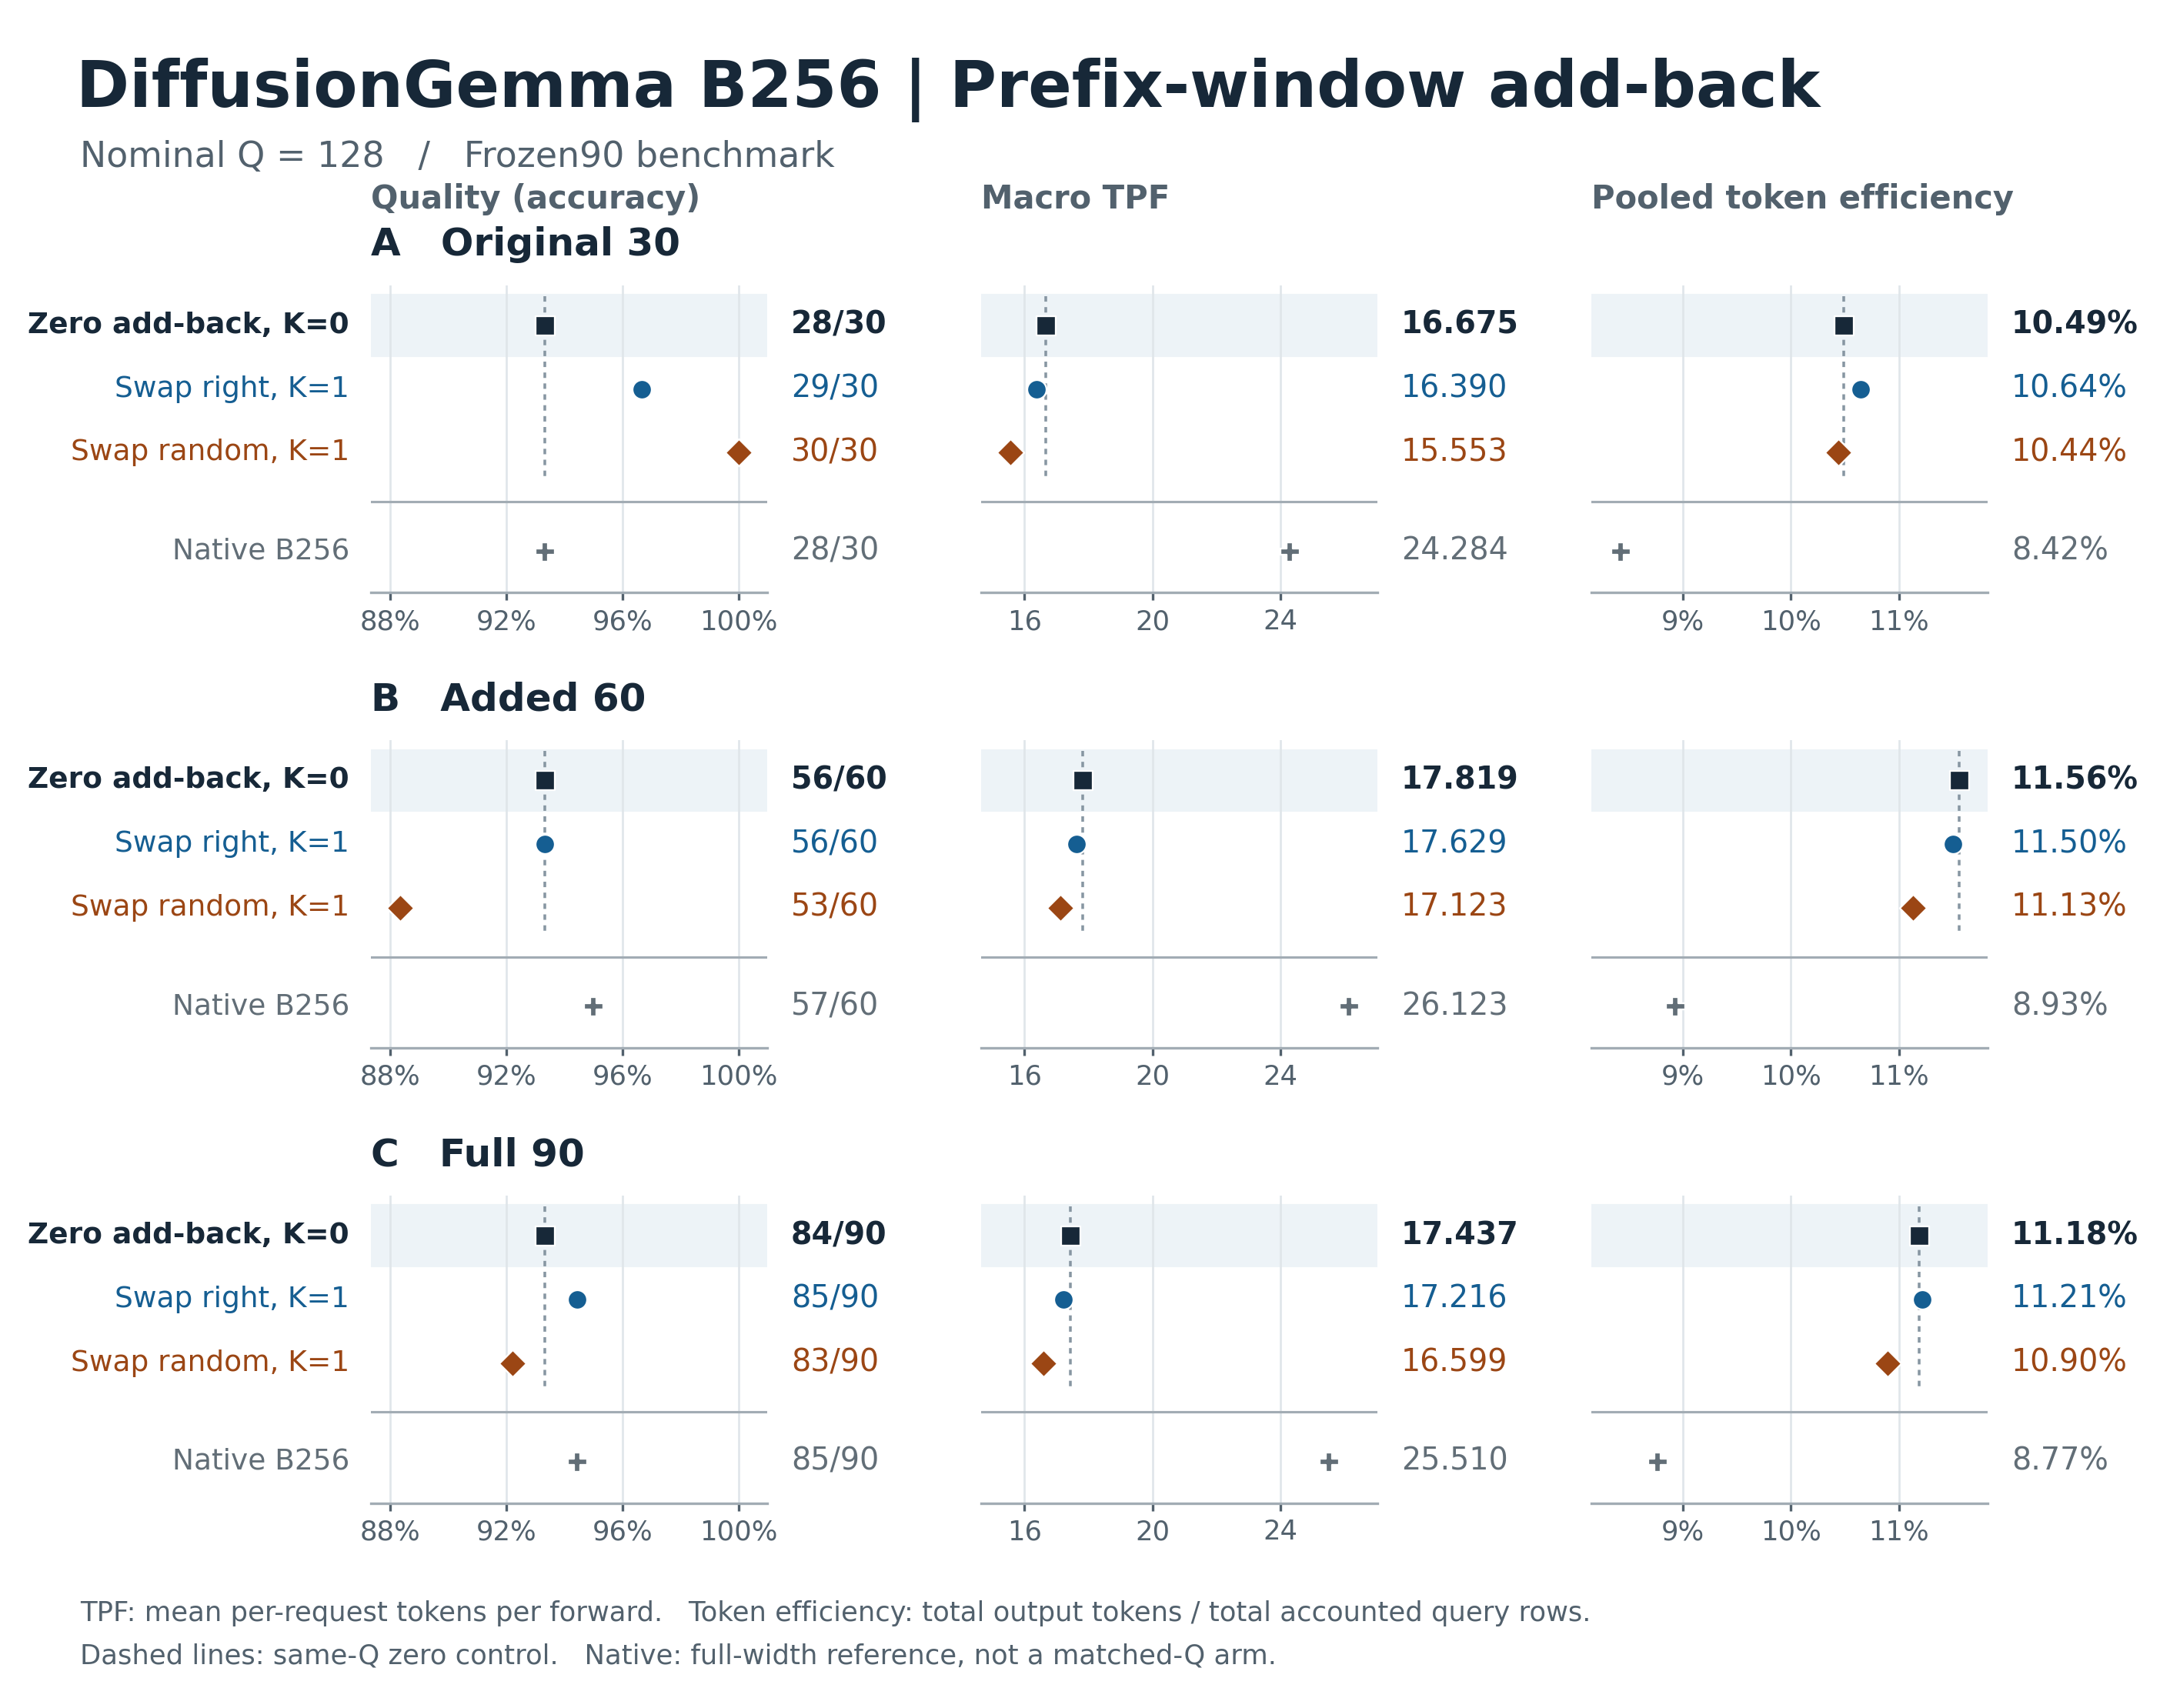 DiffusionGemma B256 | Prefix-window add-back
Nominal Q = 128 / Frozen90 benchmark
Quality (accuracy) Macro TPF Pooled token efficiency
A Original 30
Zero add-back, K=0 28/30 16.675 10.49%
Swap right, K=1 29/30 16.390 10.64%
Swap random, K=1 30/30 15.553 10.44%
Native B256 28/30 24.284 8.42%
88% 92% 96% 100% 16 20 24 9% 10% 11%
B Added 60
Zero add-back, K=0 56/60 17.819 11.56%
Swap right, K=1 56/60 17.629 11.50%
Swap random, K=1 53/60 17.123 11.13%
Native B256 57/60 26.123 8.93%
88% 92% 96% 100% 16 20 24 9% 10% 11%
C Full 90
Zero add-back, K=0 84/90 17.437 11.18%
Swap right, K=1 85/90 17.216 11.21%
Swap random, K=1 83/90 16.599 10.90%
Native B256 85/90 25.510 8.77%
88% 92% 96% 100% 16 20 24 9% 10% 11%
TPF: mean per-request tokens per forward. Token efficiency: total output tokens / total accounted query rows.
Dashed lines: same-Q zero control. Native: full-width reference, not a matched-Q arm.